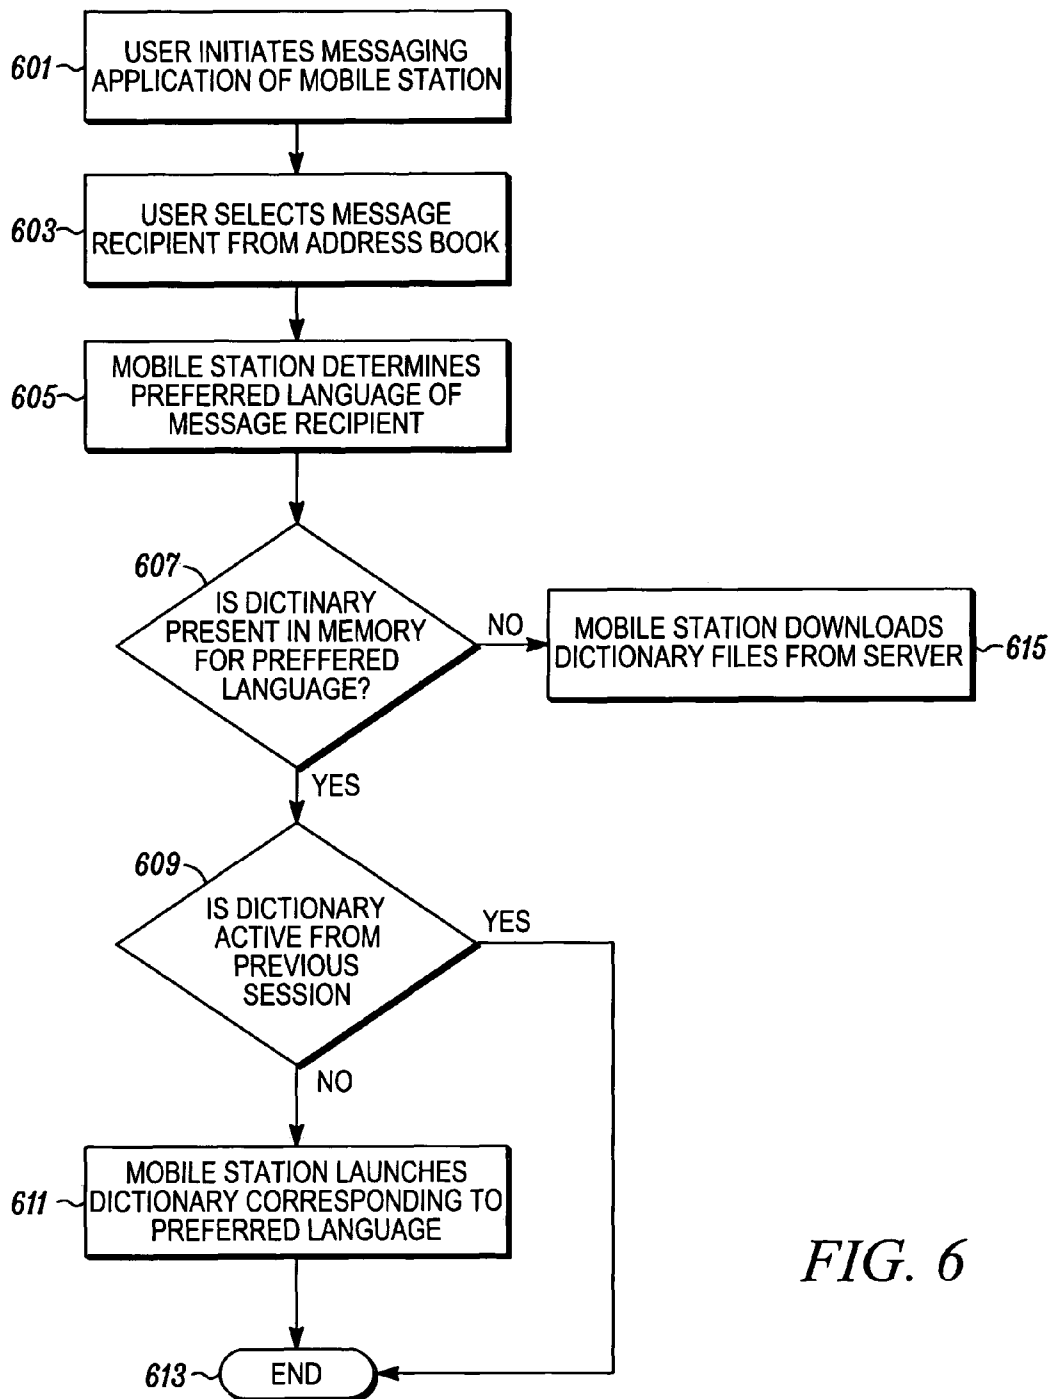 601
USER INITIATES MESSAGING
APPLICATION OF MOBILE STATION
603
USER SELECTS MESSAGE
RECIPIENT FROM ADDRESS BOOK
605
MOBILE STATION DETERMINES
PREFERRED LANGUAGE OF
MESSAGE RECIPIENT
607
IS DICTINARY
PRESENT IN MEMORY
FOR PREFFERED
LANGUAGE?
NO
MOBILE STATION DOWNLOADS
DICTIONARY FILES FROM SERVER
615
YES
609
IS DICTIONARY
ACTIVE FROM
PREVIOUS
SESSION
YES
NO
611
MOBILE STATION LAUNCHES
DICTIONARY CORRESPONDING TO
PREFERRED LANGUAGE
613
END
FIG. 6